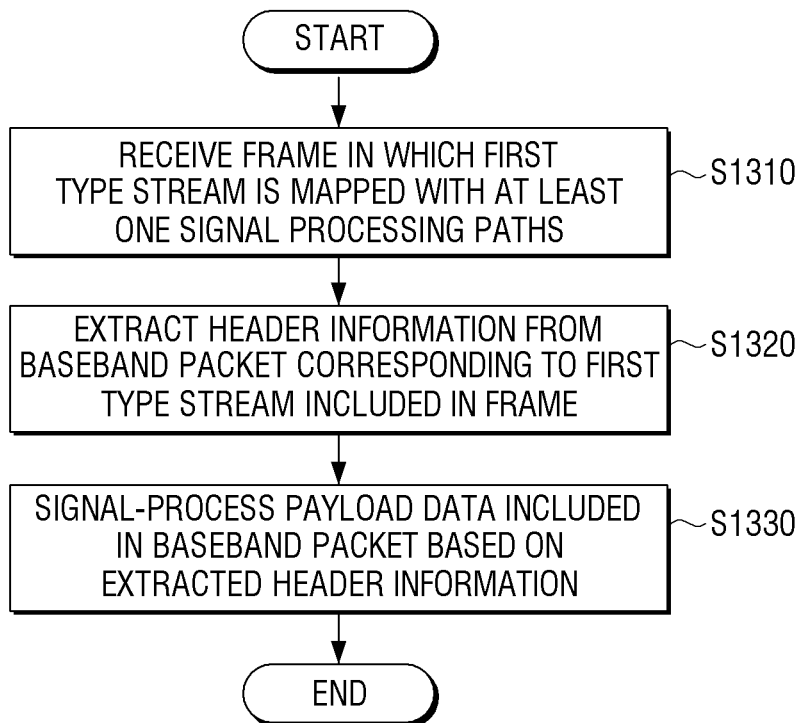 START
RECEIVE FRAME IN WHICH FIRST
TYPE STREAM IS MAPPED WITH AT LEAST
ONE SIGNAL PROCESSING PATHS
S1310
EXTRACT HEADER INFORMATION FROM
BASEBAND PACKET CORRESPONDING TO FIRST
TYPE STREAM INCLUDED IN FRAME
S1320
SIGNAL-PROCESS PAYLOAD DATA INCLUDED
IN BASEBAND PACKET BASED ON
EXTRACTED HEADER INFORMATION
S1330
END